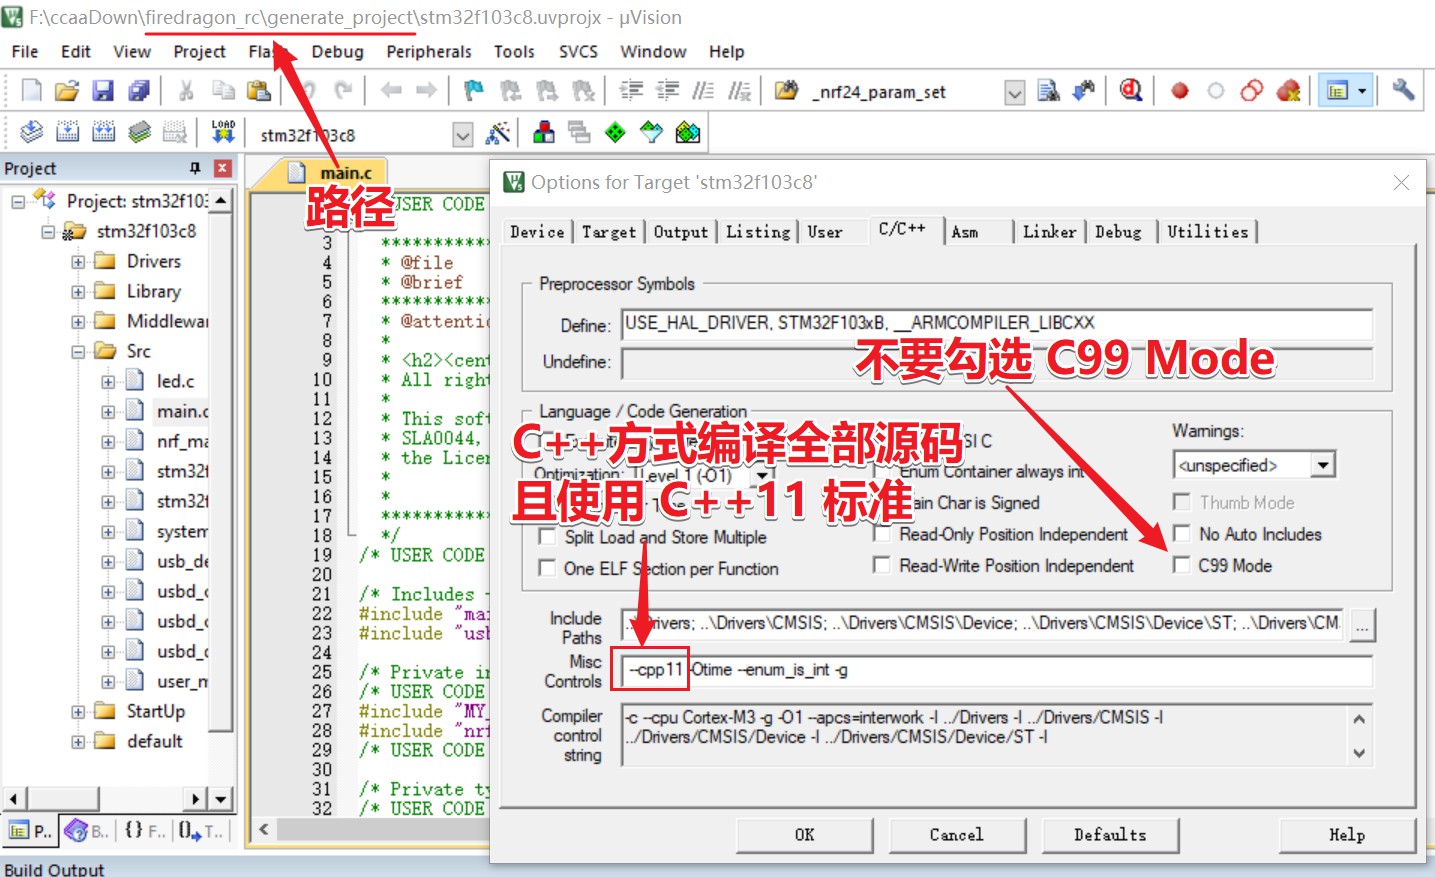 F:\ccaaDown\firedragon_rc\generate_project\stm32f103c8.uvprojx - µVision
File Edit View Project Flash Debug Peripherals Tools SVCS Window Help
_nrf24_param_set
LOAD
stm32f103c8
Project
main.c
路径
Project: stm32f103
stm32f103c8
Drivers
Library
Middlewar
Src
led.c
main.c
nrf_ma
stm32f
stm32f
system
usb_de
usbd_c
usbd_c
usbd_c
user_m
StartUp
default
P.. B.. {} F.. T..
Build Output
USER CODE
3 **********
4 * @file
5 * @brief
6 **********
7 * @attentio
8 *
9 * <h2><cent
10 * All right
11 *
12 * This soft
13 * SLA0044,
14 * the Licen
15 *
16 *
17 **********
18 */
19 /* USER CODE
20
21 /* Includes -
22 #include "mai
23 #include "usb
24
25 /* Private in
26 /* USER CODE
27 #include "MY_
28 #include "nrf
29 /* USER CODE
30
31 /* Private ty
32 /* USER CODE
Options for Target 'stm32f103c8'
Device Target Output Listing User C/C++ Asm Linker Debug Utilities
Preprocessor Symbols
Define: USE_HAL_DRIVER, STM32F103xB, __ARMCOMPILER_LIBCXX
Undefine:
不要勾选 C99 Mode
Language / Code Generation
C++方式编译全部源码
且使用 C++11 标准
Optimization: Level 1 (-O1)
Split Load and Store Multiple
One ELF Section per Function
Enum Container always int
Plain Char is Signed
Read-Only Position Independent
Read-Write Position Independent
Warnings:
<unspecified>
Thumb Mode
No Auto Includes
C99 Mode
Include Paths ..\Drivers; ..\Drivers\CMSIS; ..\Drivers\CMSIS\Device; ..\Drivers\CMSIS\Device\ST; ..\Drivers\CM ...
Misc Controls --cpp11 -Otime --enum_is_int -g
Compiler control string -c --cpu Cortex-M3 -g -O1 --apcs=interwork -I ../Drivers -I ../Drivers/CMSIS -I
../Drivers/CMSIS/Device -I ../Drivers/CMSIS/Device/ST -I
OK Cancel Defaults Help